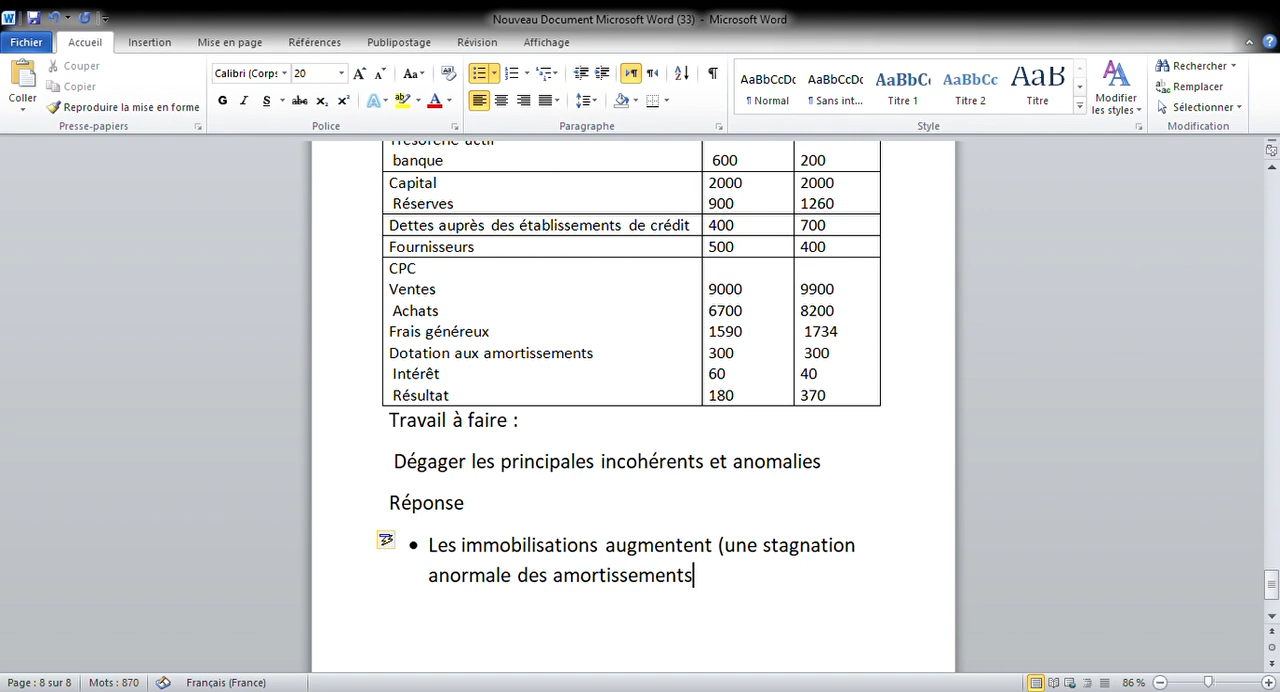 Nouveau Document Microsoft Word (33) - Microsoft Word
Fichier Accueil Insertion Mise en page Références Publipostage Révision Affichage
Coller
Couper
Copier
Reproduire la mise en forme
Presse-papiers
Calibri (Corps 20
G I S abc x₂ x²
Police
Paragraphe
AaBbCcDc AaBbCcDc AaBbC AaBbCc AaB
¶ Normal ¶ Sans int... Titre 1 Titre 2 Titre
Modifier les styles
Style
Rechercher
Remplacer
Sélectionner
Modification
banque 600 200
Capital 2000 2000
Réserves 900 1260
Dettes auprès des établissements de crédit 400 700
Fournisseurs 500 400
CPC
Ventes 9000 9900
Achats 6700 8200
Frais généreux 1590 1734
Dotation aux amortissements 300 300
Intérêt 60 40
Résultat 180 370
Travail à faire :
Dégager les principales incohérents et anomalies
Réponse
• Les immobilisations augmentent (une stagnation
anormale des amortissements
Page : 8 sur 8 Mots : 870 Français (France) 86 %